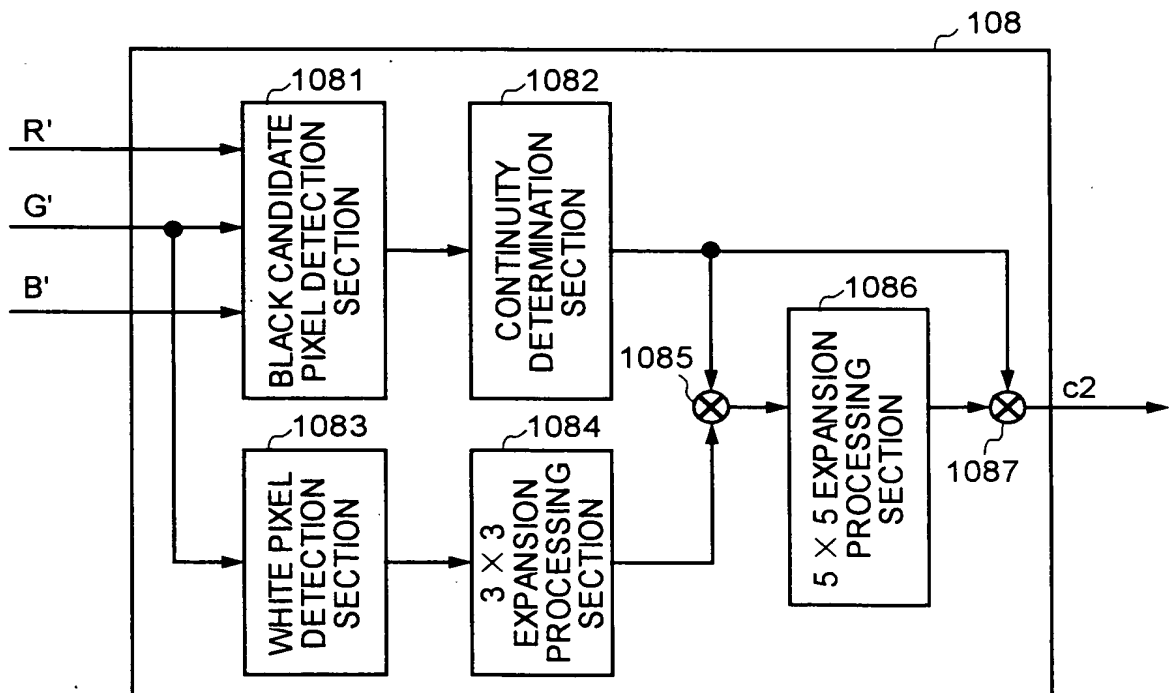 108
1081
1082
R'
G'
B'
BLACK CANDIDATE
PIXEL DETECTION
SECTION
CONTINUITY
DETERMINATION
SECTION
1086
1085
5 × 5 EXPANSION
PROCESSING
SECTION
c2
1087
1083
1084
WHITE PIXEL
DETECTION
SECTION
3 × 3
EXPANSION
PROCESSING
SECTION